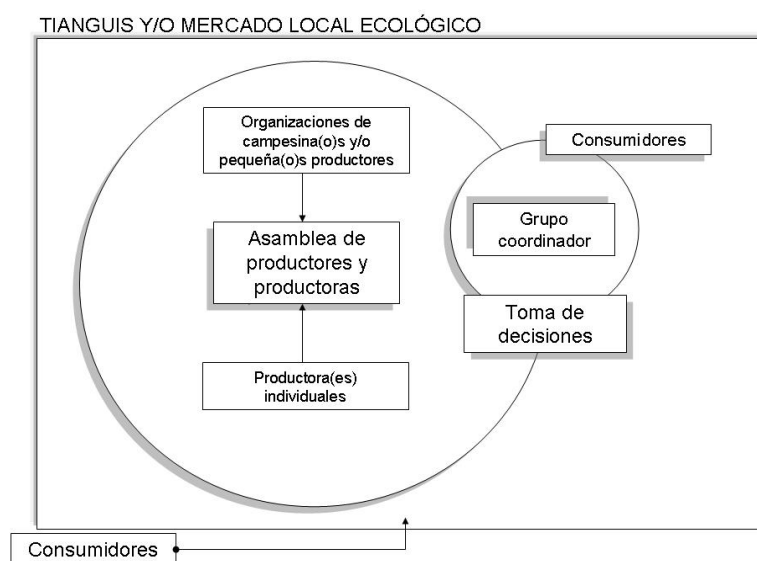 TIANGUIS Y/O MERCADO LOCAL ECOLÓGICO
Organizaciones de
campesina(o)s y/o
pequeña(o)s productores
Consumidores
Grupo
coordinador
Asamblea de
productores y
productoras
Toma de
decisiones
Productora(es)
individuales
Consumidores